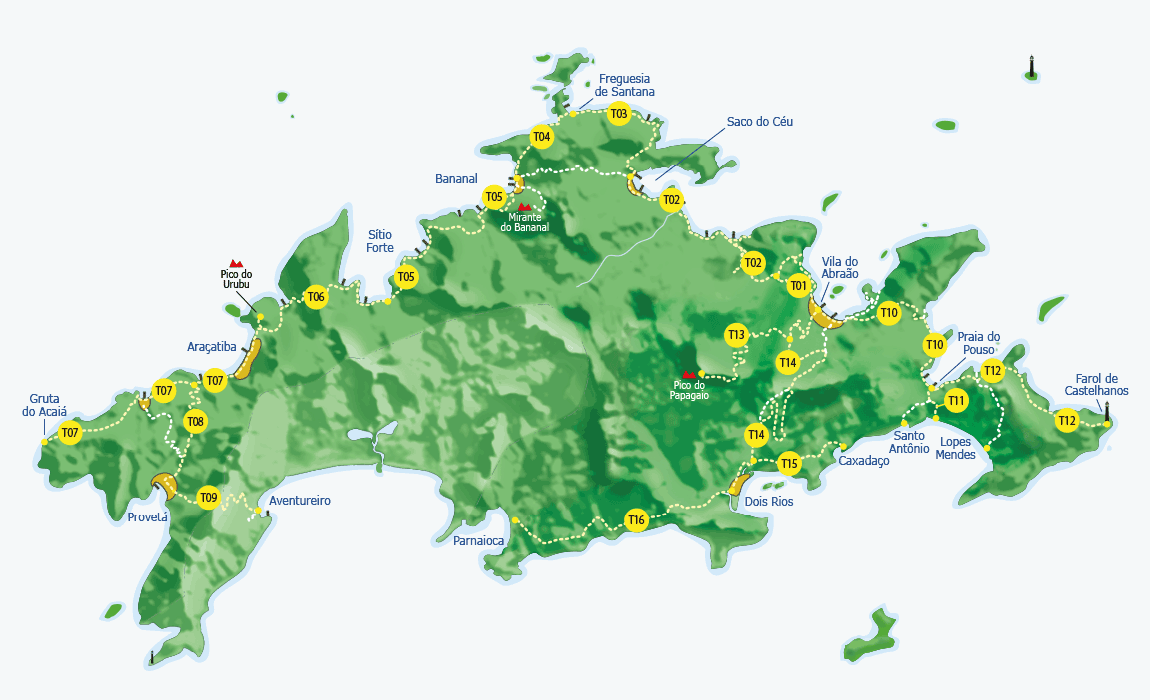 Freguesia
de Santana
T03
Saco do Céu
T04
Bananal
T05
T02
Mirante
do Bananal
Sítio
Forte
T02
Vila do
Abraão
Pico do
Urubu
T05
T06
T01
T10
Araçatiba
T13
T10
Praia do
Pouso
T14
T12
Pico do
Papagaio
T07
T07
Farol de
Castelhanos
Gruta
do Acaiá
T11
T08
T12
T07
T14
Santo
Antônio
Lopes
Mendes
T15
Caxadaço
T09
Aventureiro
Dois Rios
Provetá
T16
Parnaioca